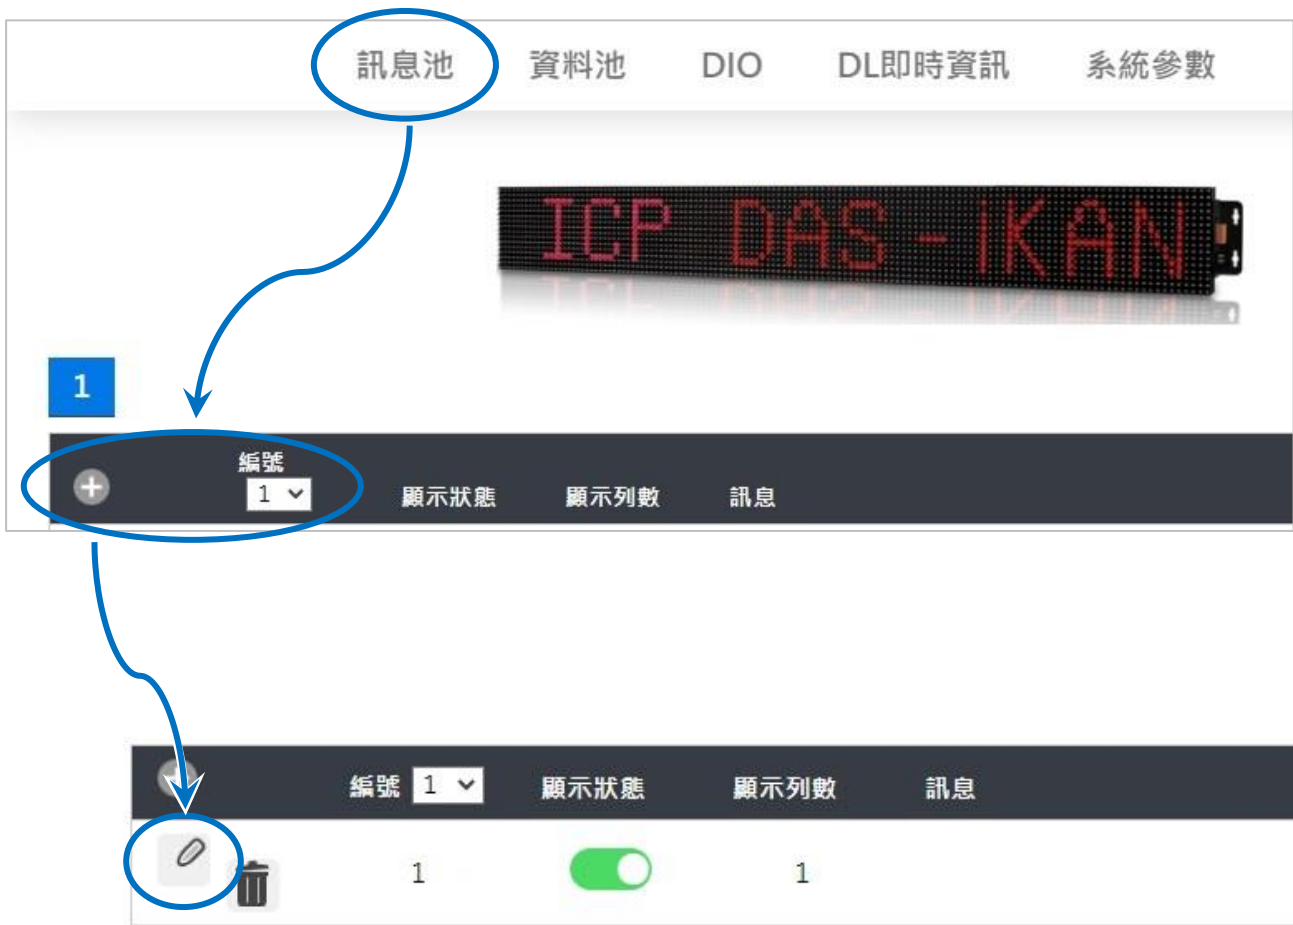 訊息池 資料池 DIO DL即時資訊 系統參數
ICP DAS-iKAN
1
編號
1
顯示狀態 顯示列數 訊息
編號 1 顯示狀態 顯示列數 訊息
1 1